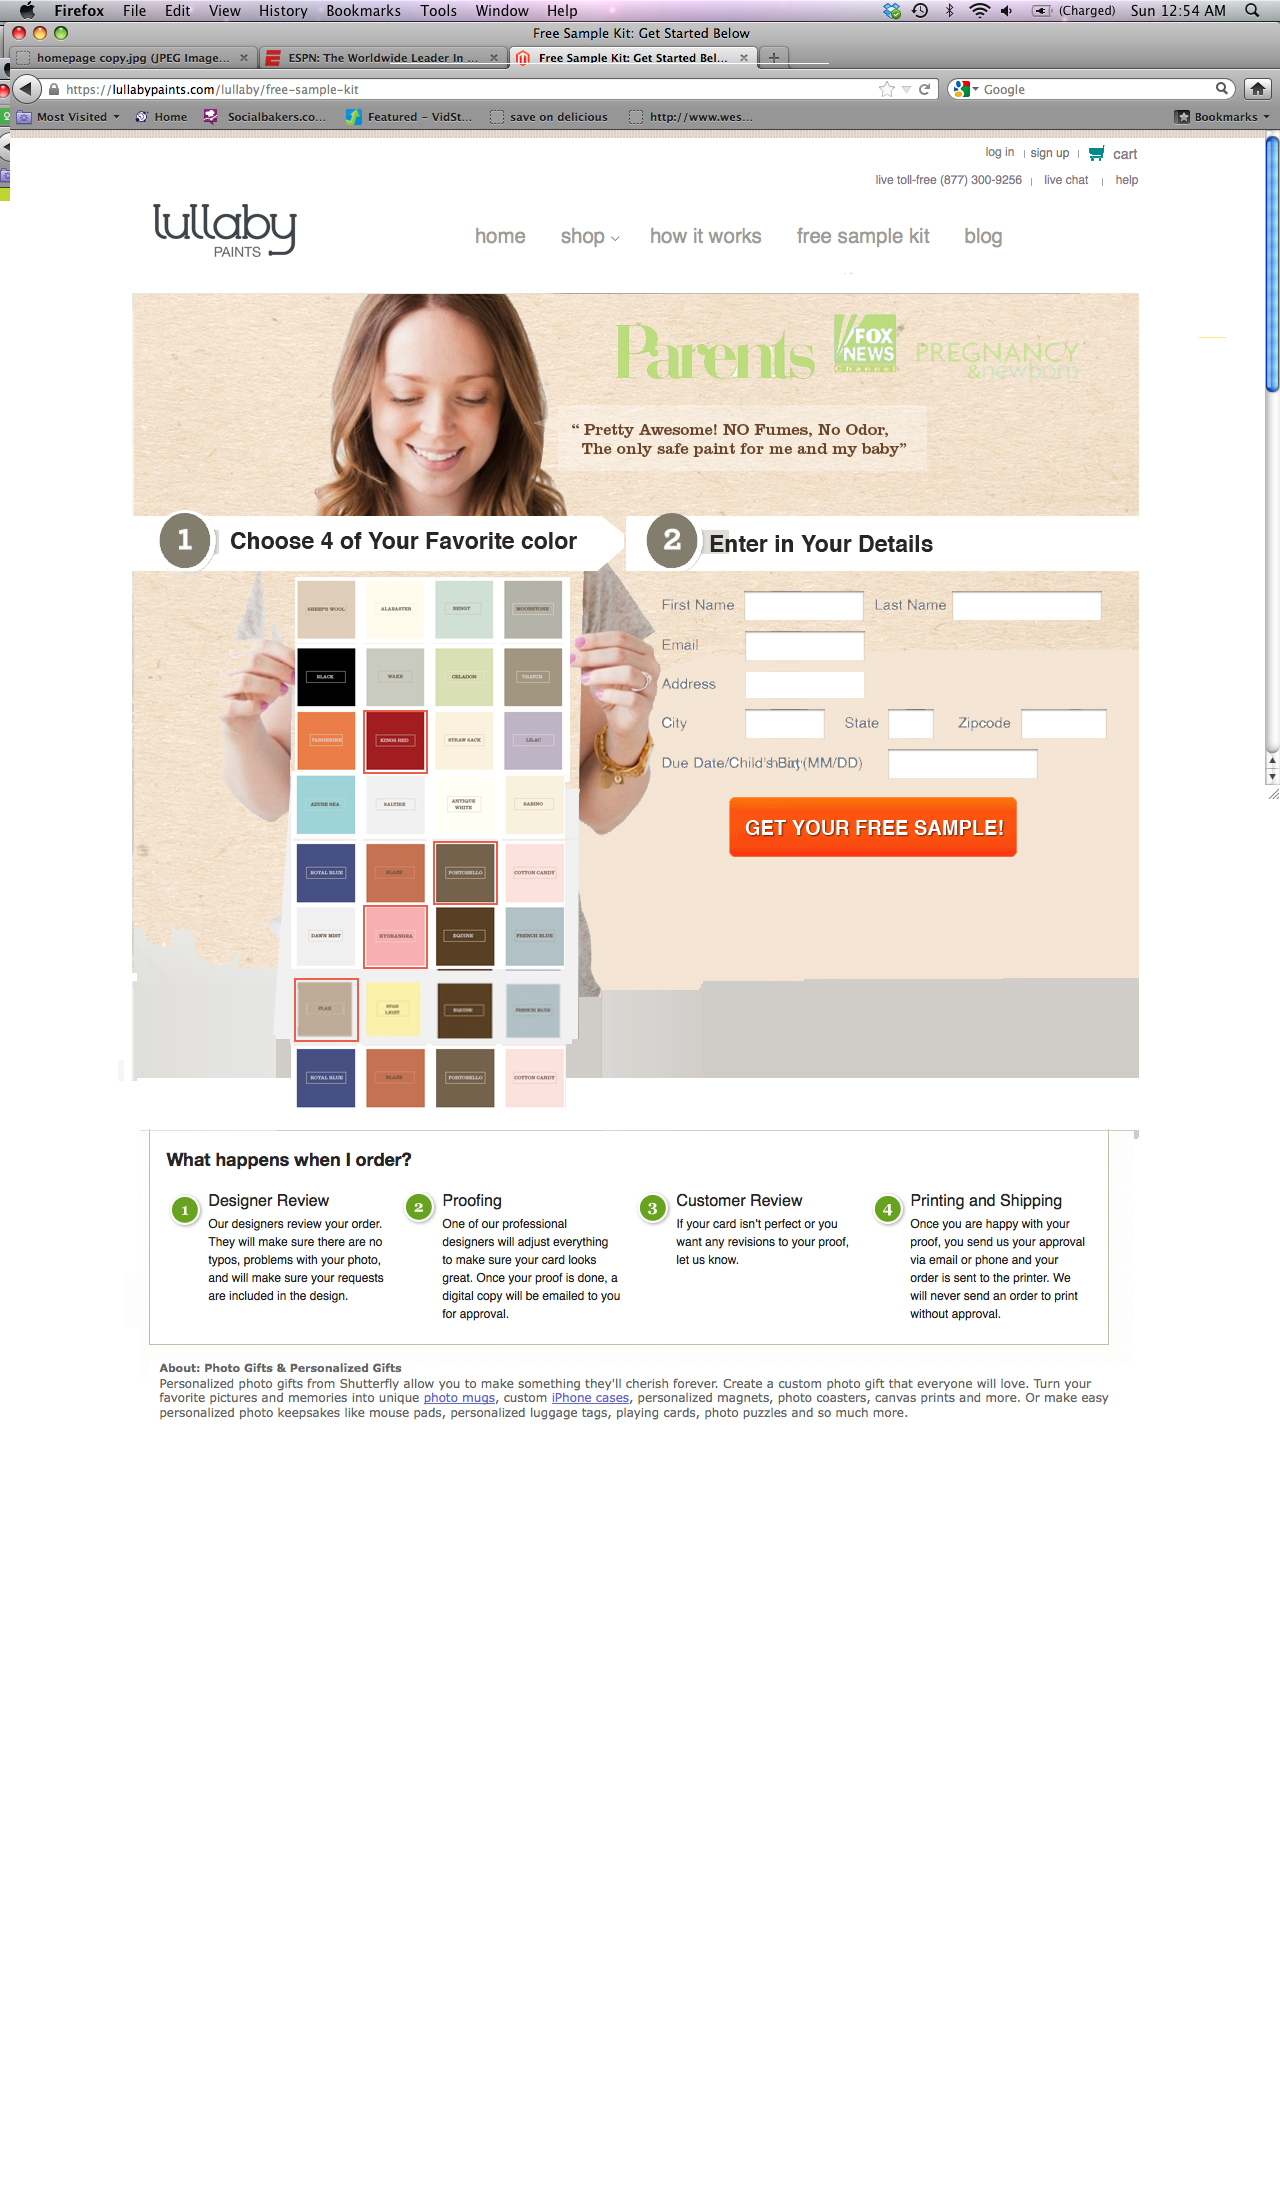 Firefox File Edit View History Bookmarks Tools Window Help (Charged) Sun 12:54 AM
Free Sample Kit: Get Started Below
homepage copy.jpg (JPEG Image... ESPN: The Worldwide Leader In ... Free Sample Kit: Get Started Bel...
https://lullabypaints.com/lullaby/free-sample-kit Google
Most Visited Home Socialbakers.co... Featured – VidSt... save on delicious http://www.wes... Bookmarks
log in | sign up | cart
live toll-free (877) 300-9256 | live chat | help
lullaby
PAINTS
home shop how it works free sample kit blog
Parents FOX NEWS Channel PREGNANCY & newborn
“ Pretty Awesome! NO Fumes, No Odor,
The only safe paint for me and my baby”
1 Choose 4 of Your Favorite color
2 Enter in Your Details
SHEEP'S WOOL ALABASTER BENGT MOONSTONE
BLACK WAKE CELADON THATCH
TANGERINE KINGS RED STRAW SACK LILAC
AZURE SEA SALTIRE ANTIQUE WHITE SABINO
ROYAL BLUE BLAZE PORTOBELLO COTTON CANDY
DAWN MIST HYDRANGEA EQUINE FRENCH BLUE
FLAX STAR LIGHT EQUINE FRENCH BLUE
ROYAL BLUE BLAZE PORTOBELLO COTTON CANDY
First Name Last Name
Email
Address
City State Zipcode
Due Date/Child's (MM/DD)
GET YOUR FREE SAMPLE!
What happens when I order?
1 Designer Review
Our designers review your order.
They will make sure there are no
typos, problems with your photo,
and will make sure your requests
are included in the design.
2 Proofing
One of our professional
designers will adjust everything
to make sure your card looks
great. Once your proof is done, a
digital copy will be emailed to you
for approval.
3 Customer Review
If your card isn't perfect or you
want any revisions to your proof,
let us know.
4 Printing and Shipping
Once you are happy with your
proof, you send us your approval
via email or phone and your
order is sent to the printer. We
will never send an order to print
without approval.
About: Photo Gifts & Personalized Gifts
Personalized photo gifts from Shutterfly allow you to make something they'll cherish forever. Create a custom photo gift that everyone will love. Turn your
favorite pictures and memories into unique photo mugs, custom iPhone cases, personalized magnets, photo coasters, canvas prints and more. Or make easy
personalized photo keepsakes like mouse pads, personalized luggage tags, playing cards, photo puzzles and so much more.